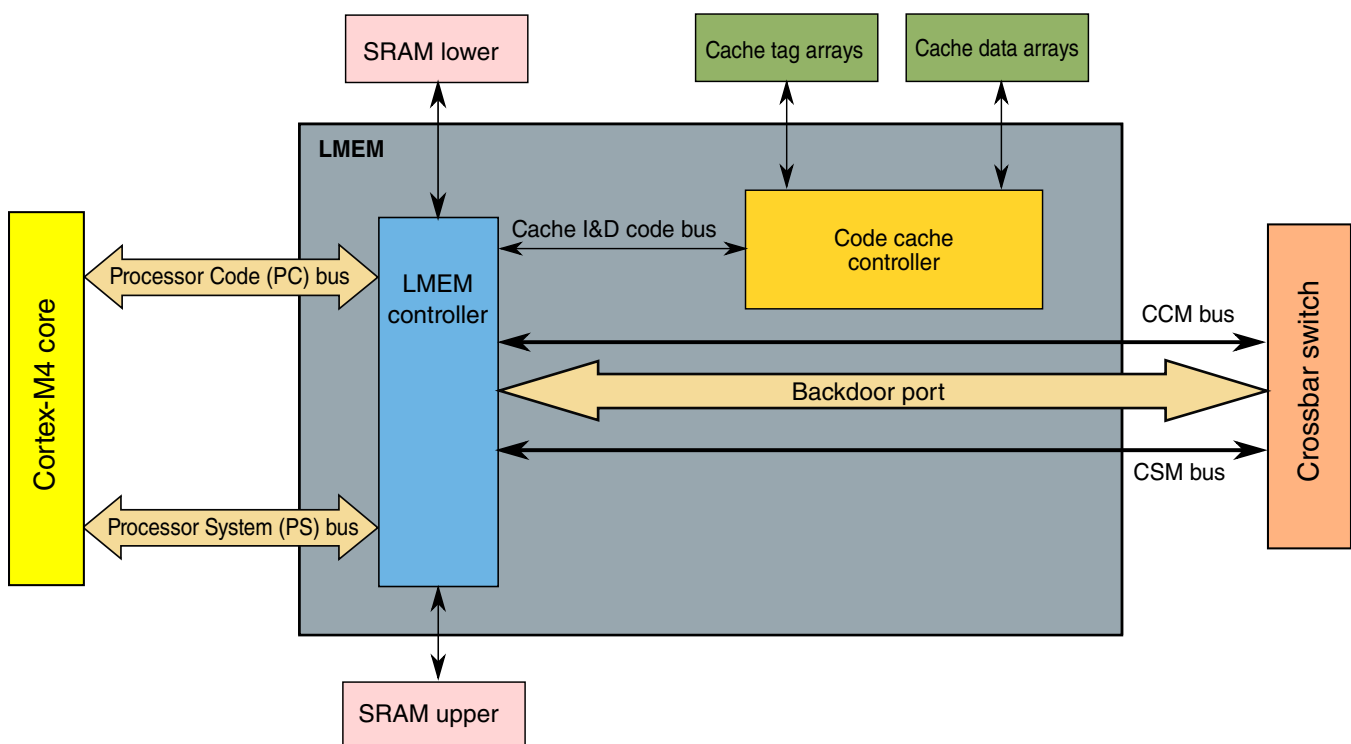 SRAM lower
Cache tag arrays
Cache data arrays
LMEM
Cortex-M4 core
Processor Code (PC) bus
LMEM
controller
Cache I&D code bus
Code cache
controller
CCM bus
Backdoor port
CSM bus
Crossbar switch
Processor System (PS) bus
SRAM upper